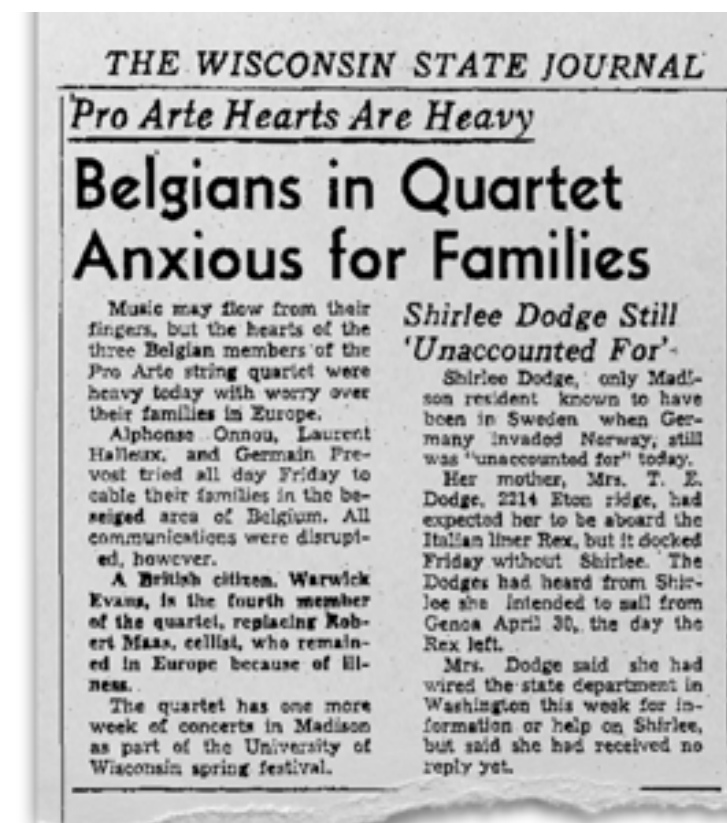 THE WISCONSIN STATE JOURNAL
Pro Arte Hearts Are Heavy
Belgians in Quartet
Anxious for Families
Music may flow from their
fingers, but the hearts of the
three Belgian members of the
Pro Arte string quartet were
heavy today with worry over
their families in Europe.
Alphonse Onnou, Laurent
Halleux, and Germain Pre-
vost tried all day Friday to
cable their families in the be-
seiged area of Belgium. All
communications were disrupt-
ed, however.
A British citizen, Warwick
Evans, is the fourth member
of the quartet, replacing Rob-
ert Maas, cellist, who remain-
ed in Europe because of ill-
ness.
The quartet has one more
week of concerts in Madison
as part of the University of
Wisconsin spring festival.
Shirlee Dodge Still
'Unaccounted For'
Shirlee Dodge, only Madi-
son resident known to have
been in Sweden when Ger-
many invaded Norway, still
was "unaccounted for" today.
Her mother, Mrs. T. E.
Dodge, 2214 Eton ridge, had
expected her to be aboard the
Italian liner Rex, but it docked
Friday without Shirlee. The
Dodges had heard from Shir-
lee she intended to sail from
Genoa April 30, the day the
Rex left.
Mrs. Dodge said she had
wired the state department in
Washington this week for in-
formation or help on Shirlee,
but said she had received no
reply yet.